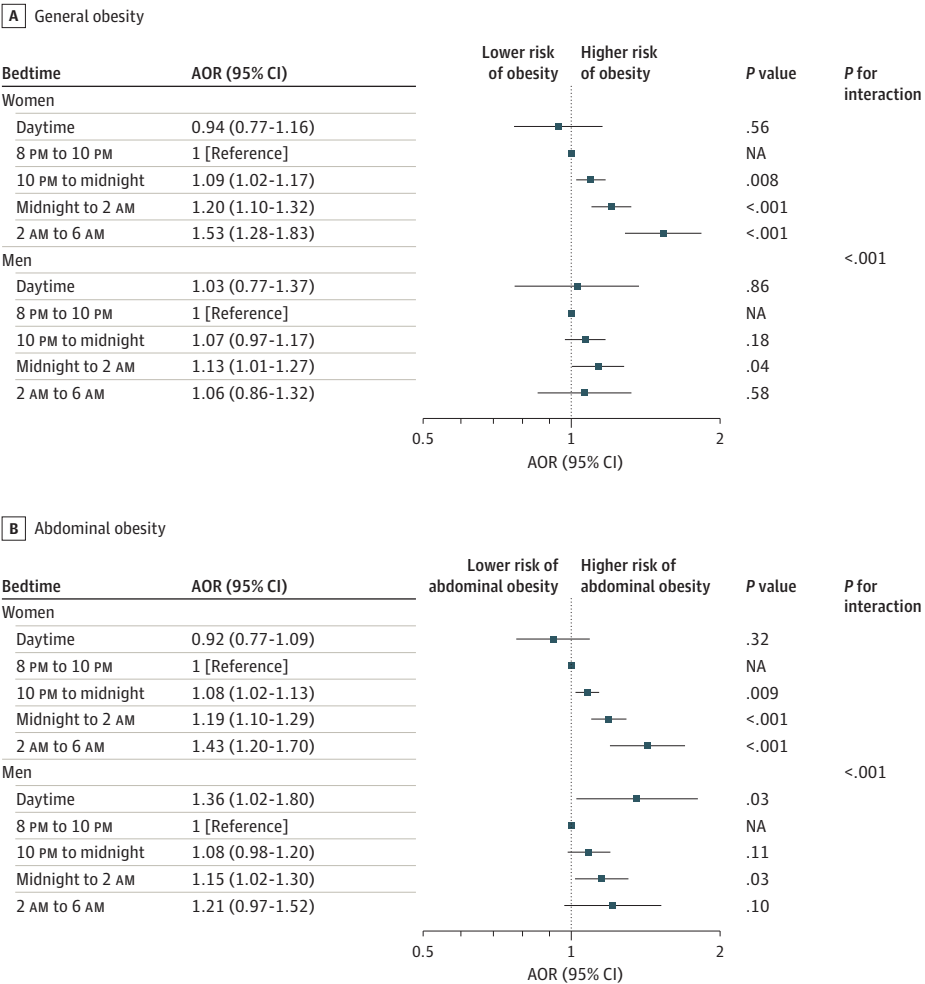 A General obesity
Lower risk of obesity
Higher risk of obesity
Bedtime AOR (95% CI) P value P for interaction
Women
Daytime 0.94 (0.77-1.16) .56
8 PM to 10 PM 1 [Reference] NA
10 PM to midnight 1.09 (1.02-1.17) .008
Midnight to 2 AM 1.20 (1.10-1.32) <.001
2 AM to 6 AM 1.53 (1.28-1.83) <.001
Men <.001
Daytime 1.03 (0.77-1.37) .86
8 PM to 10 PM 1 [Reference] NA
10 PM to midnight 1.07 (0.97-1.17) .18
Midnight to 2 AM 1.13 (1.01-1.27) .04
2 AM to 6 AM 1.06 (0.86-1.32) .58
0.5 1 2
AOR (95% CI)
B Abdominal obesity
Lower risk of abdominal obesity
Higher risk of abdominal obesity
Bedtime AOR (95% CI) P value P for interaction
Women
Daytime 0.92 (0.77-1.09) .32
8 PM to 10 PM 1 [Reference] NA
10 PM to midnight 1.08 (1.02-1.13) .009
Midnight to 2 AM 1.19 (1.10-1.29) <.001
2 AM to 6 AM 1.43 (1.20-1.70) <.001
Men <.001
Daytime 1.36 (1.02-1.80) .03
8 PM to 10 PM 1 [Reference] NA
10 PM to midnight 1.08 (0.98-1.20) .11
Midnight to 2 AM 1.15 (1.02-1.30) .03
2 AM to 6 AM 1.21 (0.97-1.52) .10
0.5 1 2
AOR (95% CI)